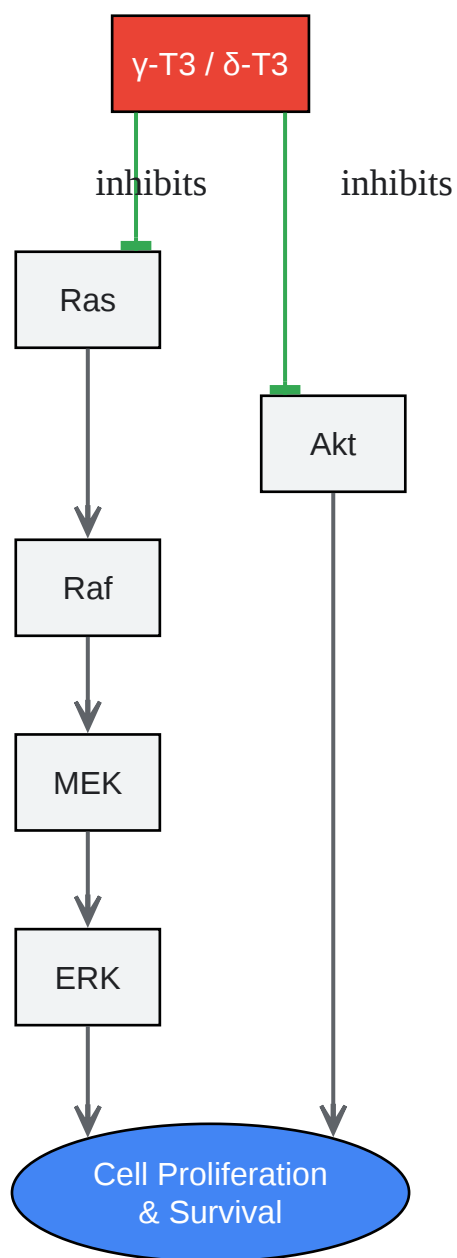 γ-T3 / δ-T3
inhibits
inhibits
Ras
Akt
Raf
MEK
ERK
Cell Proliferation
& Survival